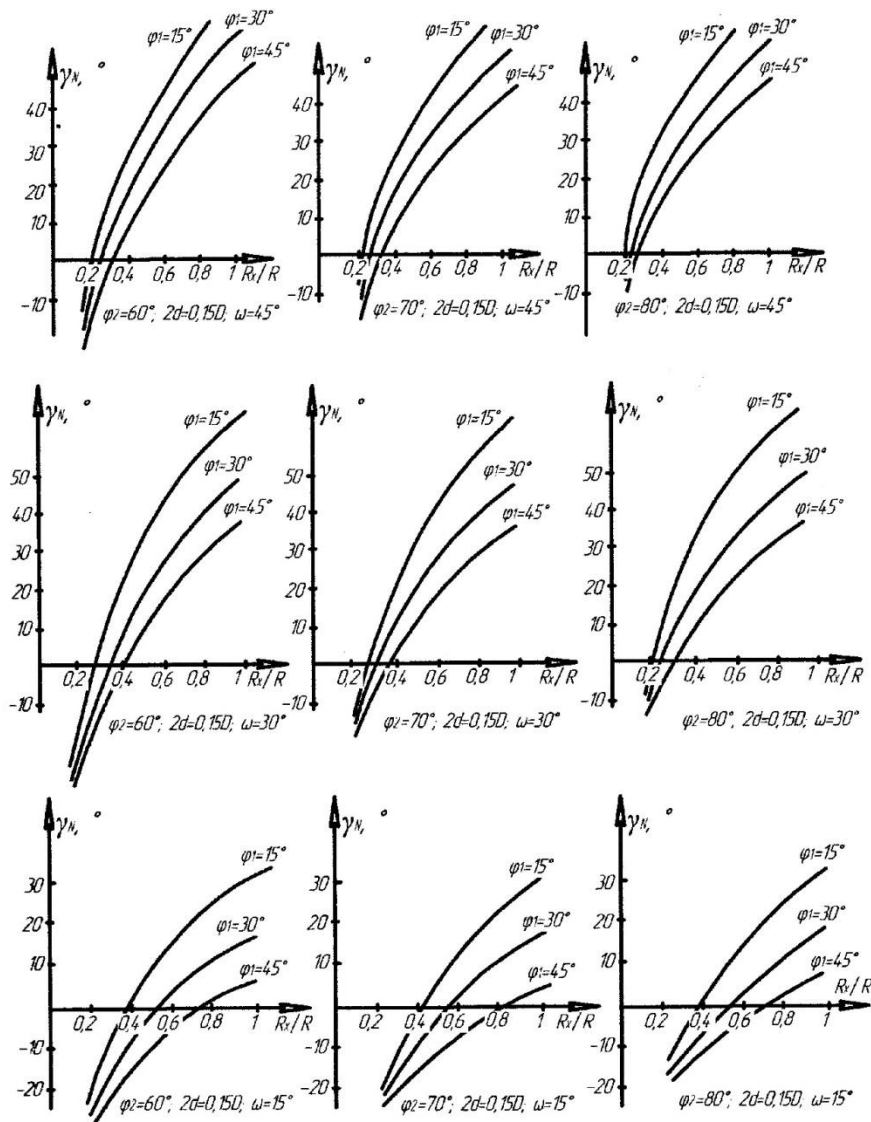 φ1=15° φ1=30° φ1=45°
γN, °
40
30
20
10
-10
0,2 0,4 0,6 0,8 1 Rx/R
φ2=60°; 2d=0,15D; ω=45°
φ1=15° φ1=30° φ1=45°
γN, °
40
30
20
10
-10
0,2 0,4 0,6 0,8 1 Rx/R
φ2=70°; 2d=0,15D; ω=45°
φ1=15° φ1=30° φ1=45°
γN, °
40
30
20
10
-10
0,2 0,4 0,6 0,8 1 Rx/R
φ2=80°; 2d=0,15D; ω=45°
γN, °
φ1=15°
φ1=30°
φ1=45°
50
40
30
20
10
-10
0,2 0,4 0,6 0,8 1 Rx/R
φ2=60°; 2d=0,15D; ω=30°
γN, °
φ1=15°
φ1=30°
φ1=45°
50
40
30
20
10
-10
0,2 0,4 0,6 0,8 1 Rx/R
φ2=70°; 2d=0,15D; ω=30°
γN, °
φ1=15°
φ1=30°
φ1=45°
50
40
30
20
10
-10
0,2 0,4 0,6 0,8 1 Rx/R
φ2=80°, 2d=0,15D; ω=30°
γN, °
φ1=15°
φ1=30°
φ1=45°
30
20
10
-10
-20
0,2 0,4 0,6 0,8 1 Rx/R
φ2=60°; 2d=0,15D; ω=15°
γN, °
φ1=15°
φ1=30°
φ1=45°
30
20
10
-10
-20
0,2 0,4 0,6 0,8 1 Rx/R
φ2=70°; 2d=0,15D; ω=15°
γN, °
φ1=15°
φ1=30°
φ1=45°
30
20
10
-10
-20
Rx/R
0,2 0,4 0,6 0,8 1
φ2=80°; 2d=0,15D; ω=15°